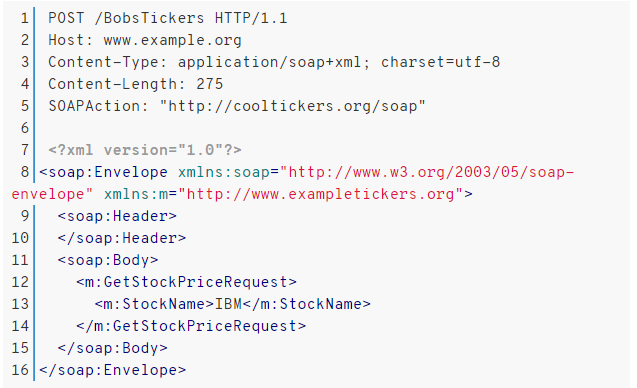 1 POST /BobsTickers HTTP/1.1
2 Host: www.example.org
3 Content-Type: application/soap+xml; charset=utf-8
4 Content-Length: 275
5 SOAPAction: "http://cooltickers.org/soap"
6
7 <?xml version="1.0"?>
8 <soap:Envelope xmlns:soap="http://www.w3.org/2003/05/soap-
envelope" xmlns:m="http://www.exampletickers.org">
9   <soap:Header>
10   </soap:Header>
11   <soap:Body>
12     <m:GetStockPriceRequest>
13       <m:StockName>IBM</m:StockName>
14     </m:GetStockPriceRequest>
15   </soap:Body>
16 </soap:Envelope>